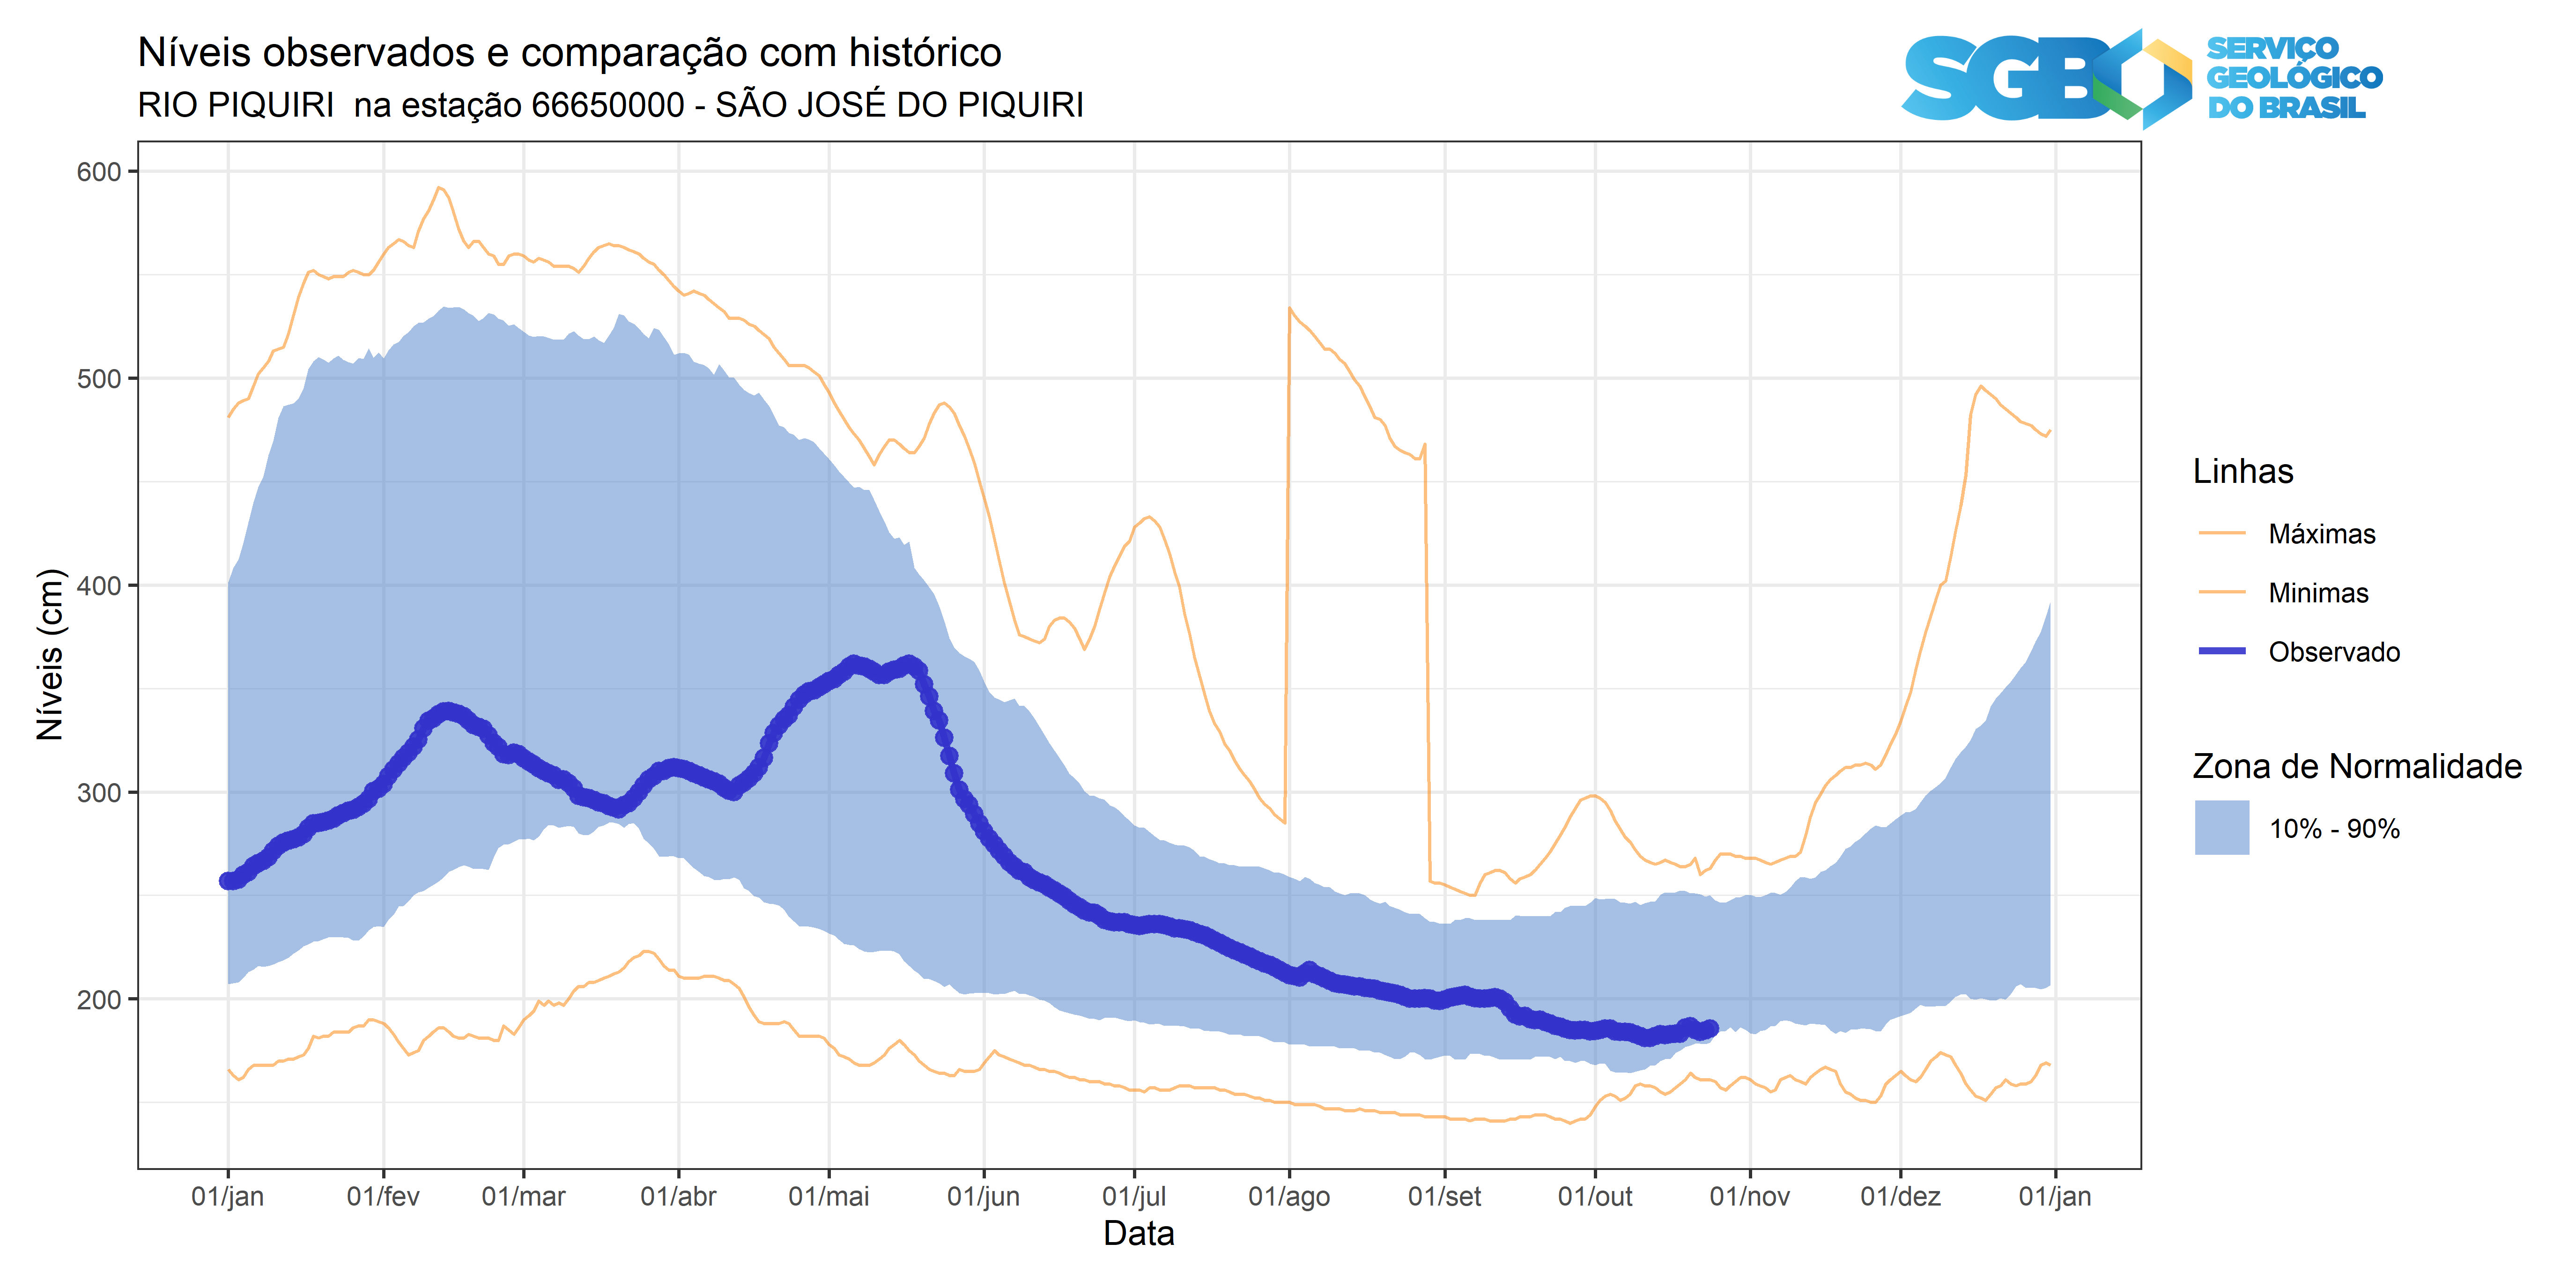 Níveis observados e comparação com histórico
RIO PIQUIRI  na estação 66650000 - SÃO JOSÉ DO PIQUIRI
SGB
SERVIÇO
GEOLÓGICO
DO BRASIL
600
500
400
300
200
Níveis (cm)
01/jan
01/fev
01/mar
01/abr
01/mai
01/jun
01/jul
01/ago
01/set
01/out
01/nov
01/dez
01/jan
Data
Linhas
Máximas
Minimas
Observado
Zona de Normalidade
10% - 90%